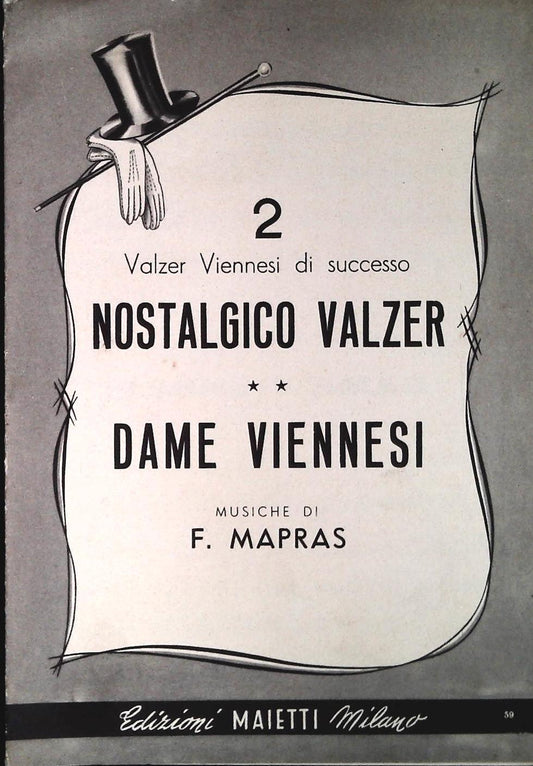 2
Valzer Viennesi di successo
NOSTALGICO VALZER
★ ★
DAME VIENNESI
MUSICHE DI
F. MAPRAS
Edizioni MAIETTI Milano
59